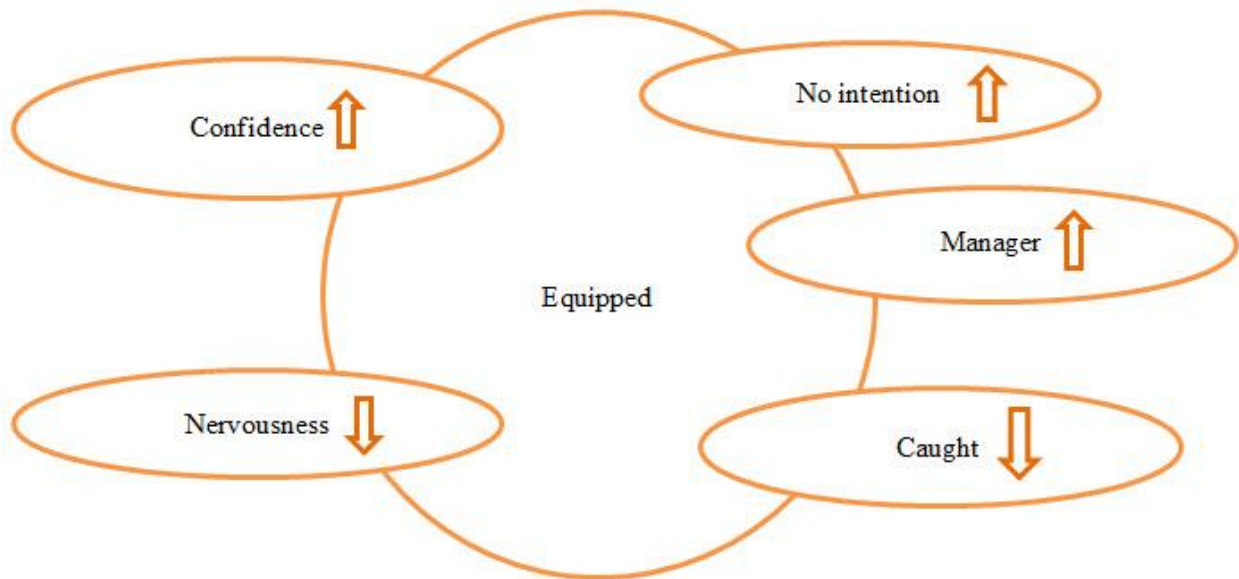 No intention
Confidence
Manager
Equipped
Nervousness
Caught